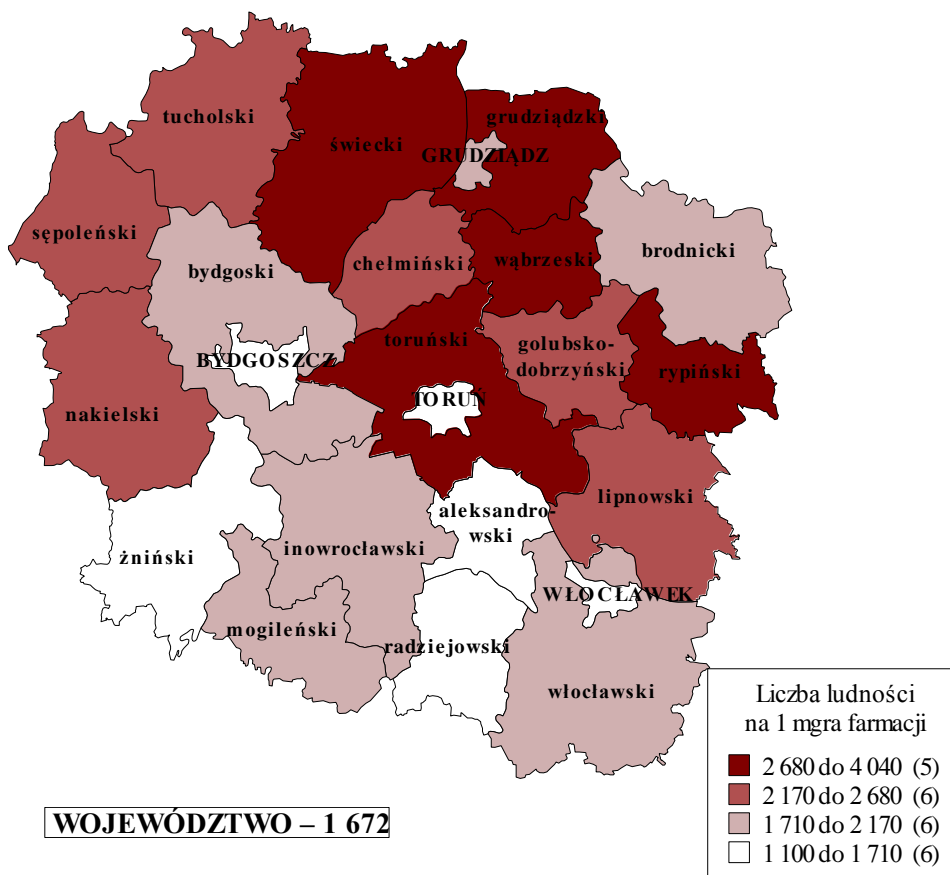 tucholski
grudziądzki
świecki
GRUDZIĄDZ
sępoleński
bydgoski
chełmiński
wąbrzeski
brodnicki
toruński
golubsko-
dobrzyński
BYDGOSZCZ
rypiński
nakielski
TORUŃ
lipnowski
aleksandro-
wski
inowrocławski
żniński
WŁOCŁAWEK
mogileński
radziejowski
włocławski
Liczba ludności
na 1 mgra farmacji
2 680 do 4 040 (5)
2 170 do 2 680 (6)
1 710 do 2 170 (6)
1 100 do 1 710 (6)
WOJEWÓDZTWO – 1 672